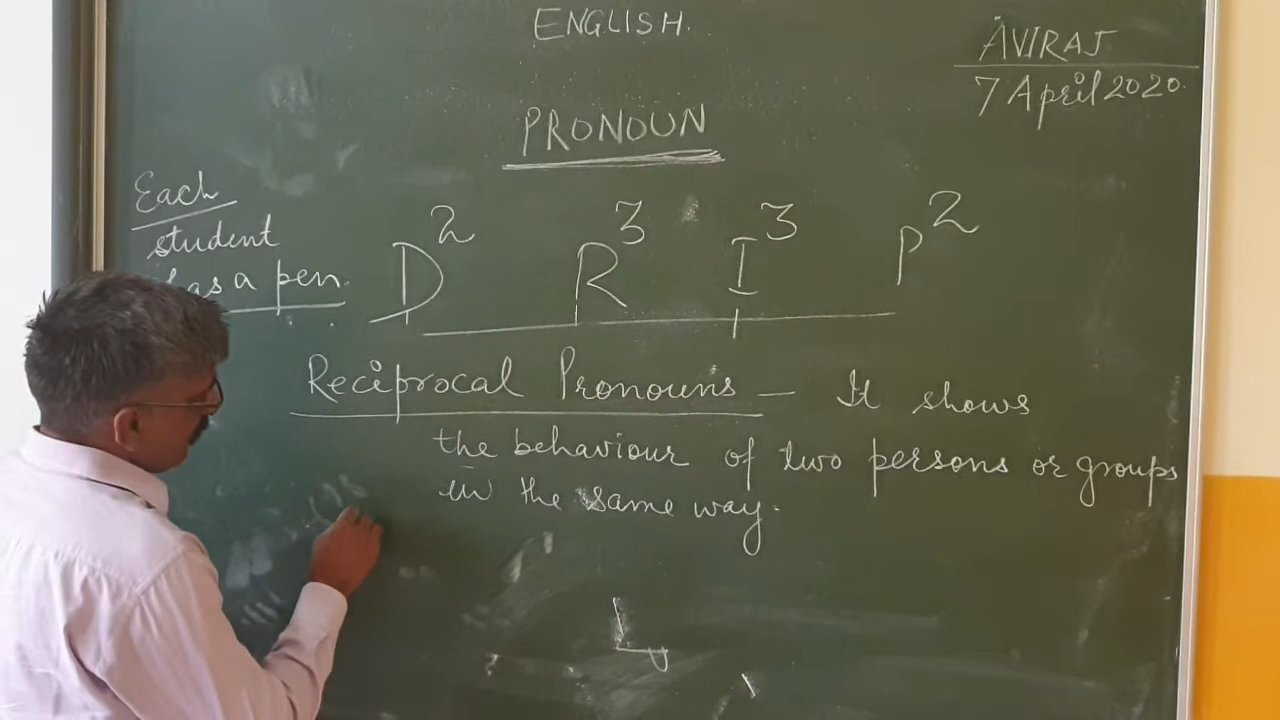 ENGLISH.
AVIRAJ
7 April 2020.
PRONOUN
Each
student
has a pen.
D² R³ I³ P²
Reciprocal Pronouns – It shows
the behaviour of two persons or groups
in the same way.